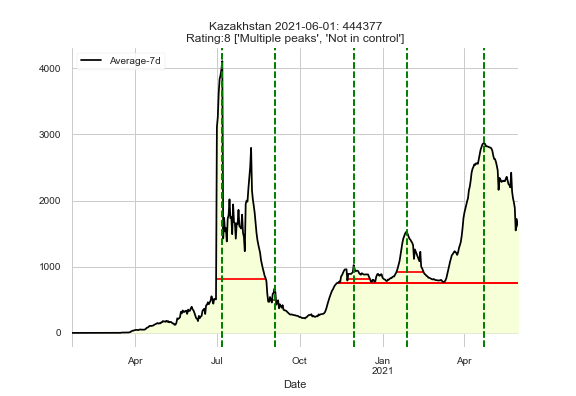 Kazakhstan 2021-06-01: 444377
Rating:8 ['Multiple peaks', 'Not in control']
Average-7d
4000
3000
2000
1000
0
Apr
Jul
Oct
Jan
2021
Apr
Date